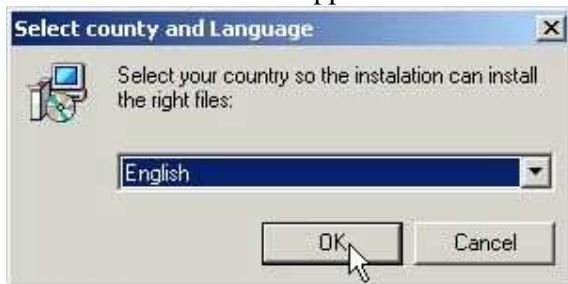 Select county and Language
Select your country so the instalation can install
the right files:
English
OK
Cancel